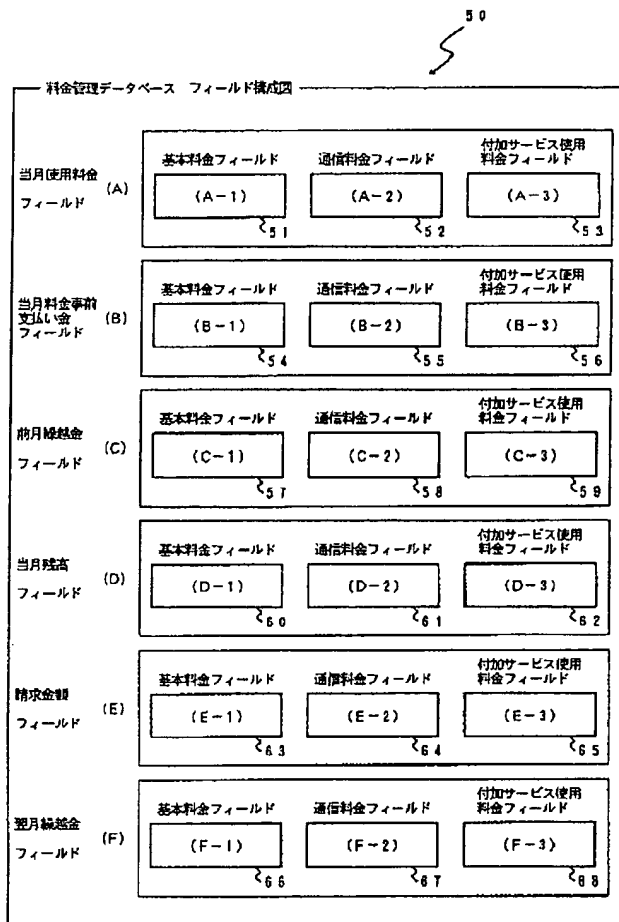 50
料金管理データベース フィールド構成図
当月使用料金
フィールド
(A)
基本料金フィールド
(A-1)
51
通信料金フィールド
(A-2)
52
付加サービス使用
料金フィールド
(A-3)
53
当月料金事前
支払い金
フィールド
(B)
基本料金フィールド
(B-1)
54
通信料金フィールド
(B-2)
55
付加サービス使用
料金フィールド
(B-3)
56
前月繰越金
フィールド
(C)
基本料金フィールド
(C-1)
57
通信料金フィールド
(C-2)
58
付加サービス使用
料金フィールド
(C-3)
59
当月残高
フィールド
(D)
基本料金フィールド
(D-1)
60
通信料金フィールド
(D-2)
61
付加サービス使用
料金フィールド
(D-3)
62
請求金額
フィールド
(E)
基本料金フィールド
(E-1)
63
通信料金フィールド
(E-2)
64
付加サービス使用
料金フィールド
(E-3)
65
翌月繰越金
フィールド
(F)
基本料金フィールド
(F-1)
66
通信料金フィールド
(F-2)
67
付加サービス使用
料金フィールド
(F-3)
68